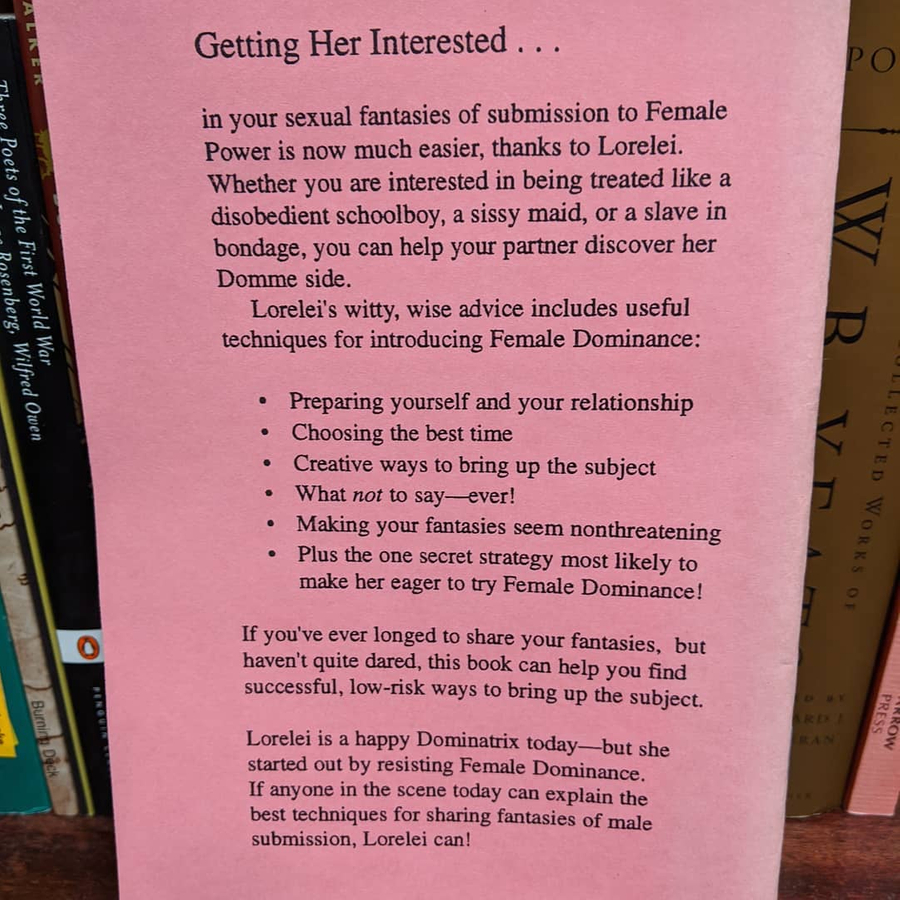 Getting Her Interested . . .
in your sexual fantasies of submission to Female
Power is now much easier, thanks to Lorelei.
Whether you are interested in being treated like a
disobedient schoolboy, a sissy maid, or a slave in
bondage, you can help your partner discover her
Domme side.
Lorelei's witty, wise advice includes useful
techniques for introducing Female Dominance:
• Preparing yourself and your relationship
• Choosing the best time
• Creative ways to bring up the subject
• What not to say—ever!
• Making your fantasies seem nonthreatening
• Plus the one secret strategy most likely to
make her eager to try Female Dominance!
If you've ever longed to share your fantasies, but
haven't quite dared, this book can help you find
successful, low-risk ways to bring up the subject.
Lorelei is a happy Dominatrix today—but she
started out by resisting Female Dominance.
If anyone in the scene today can explain the
best techniques for sharing fantasies of male
submission, Lorelei can!
Three Poets of the First World War
Rosenberg, Wilfred Owen
Burning Deck
WORKS OF
PRESS